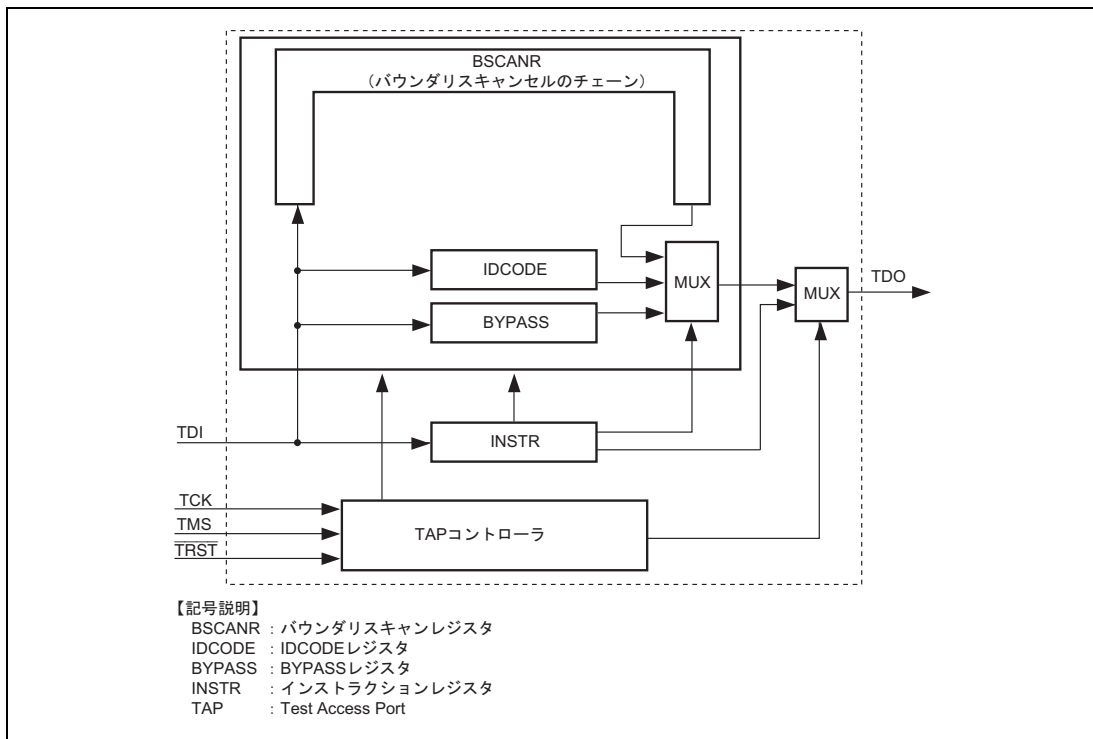 BSCANR
（バウンダリスキャンセルのチェーン）
IDCODE
BYPASS
MUX
MUX
TDO
TDI
INSTR
TCK
TMS
TRST
TAPコントローラ
【記号説明】
BSCANR : バウンダリスキャンレジスタ
IDCODE : IDCODEレジスタ
BYPASS : BYPASSレジスタ
INSTR : インストラクションレジスタ
TAP : Test Access Port